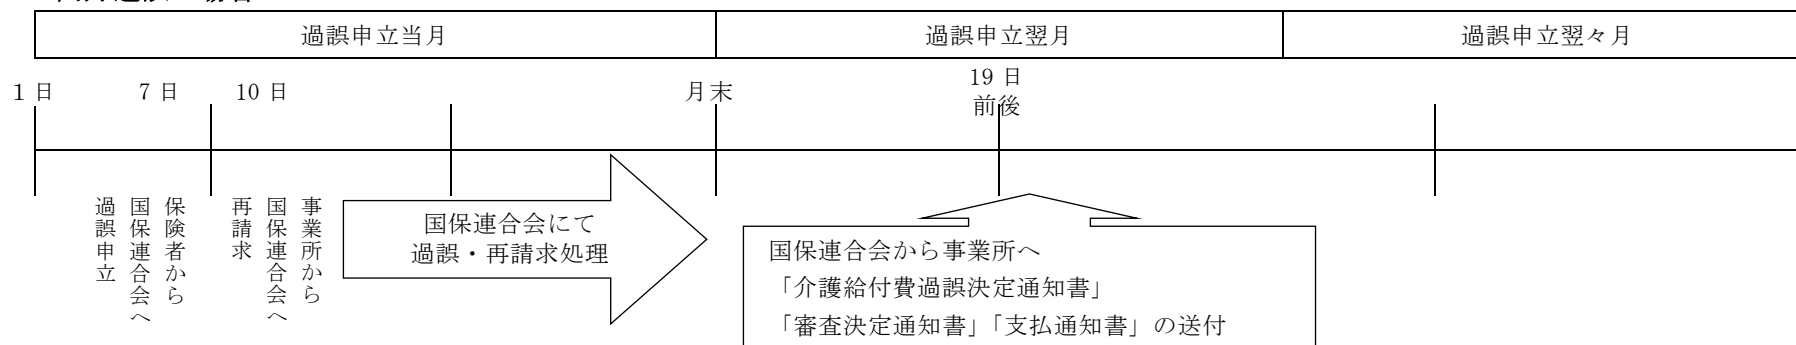 過誤申立当月
過誤申立翌月
過誤申立翌々月
1日
7日
10日
月末
19日
前後
保険者から
国保連合会へ
過誤申立
事業所から
国保連合会へ
再請求
国保連合会にて
過誤・再請求処理
国保連合会から事業所へ
「介護給付費過誤決定通知書」
「審査決定通知書」「支払通知書」の送付